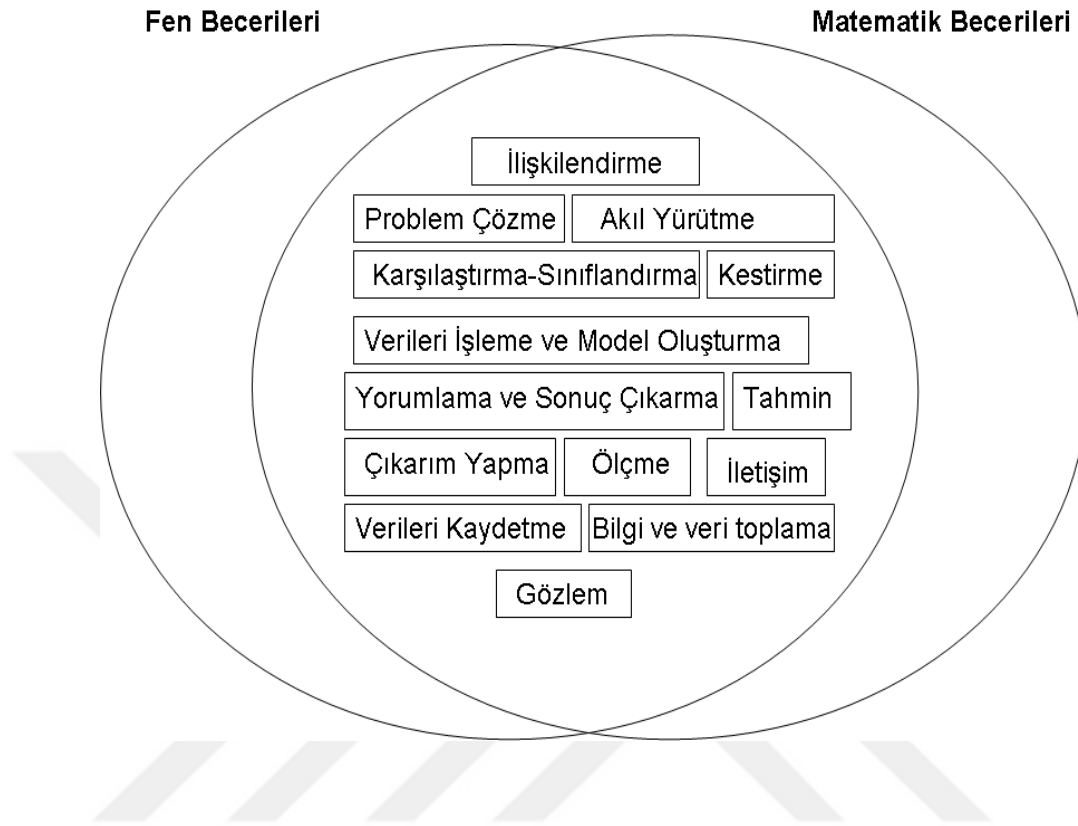 Fen Becerileri Matematik Becerileri
İlişkilendirme
Problem Çözme Akıl Yürütme
Karşılaştırma-Sınıflandırma Kestirme
Verileri İşleme ve Model Oluşturma
Yorumlama ve Sonuç Çıkarma Tahmin
Çıkarım Yapma Ölçme İletişim
Verileri Kaydetme Bilgi ve veri toplama
Gözlem